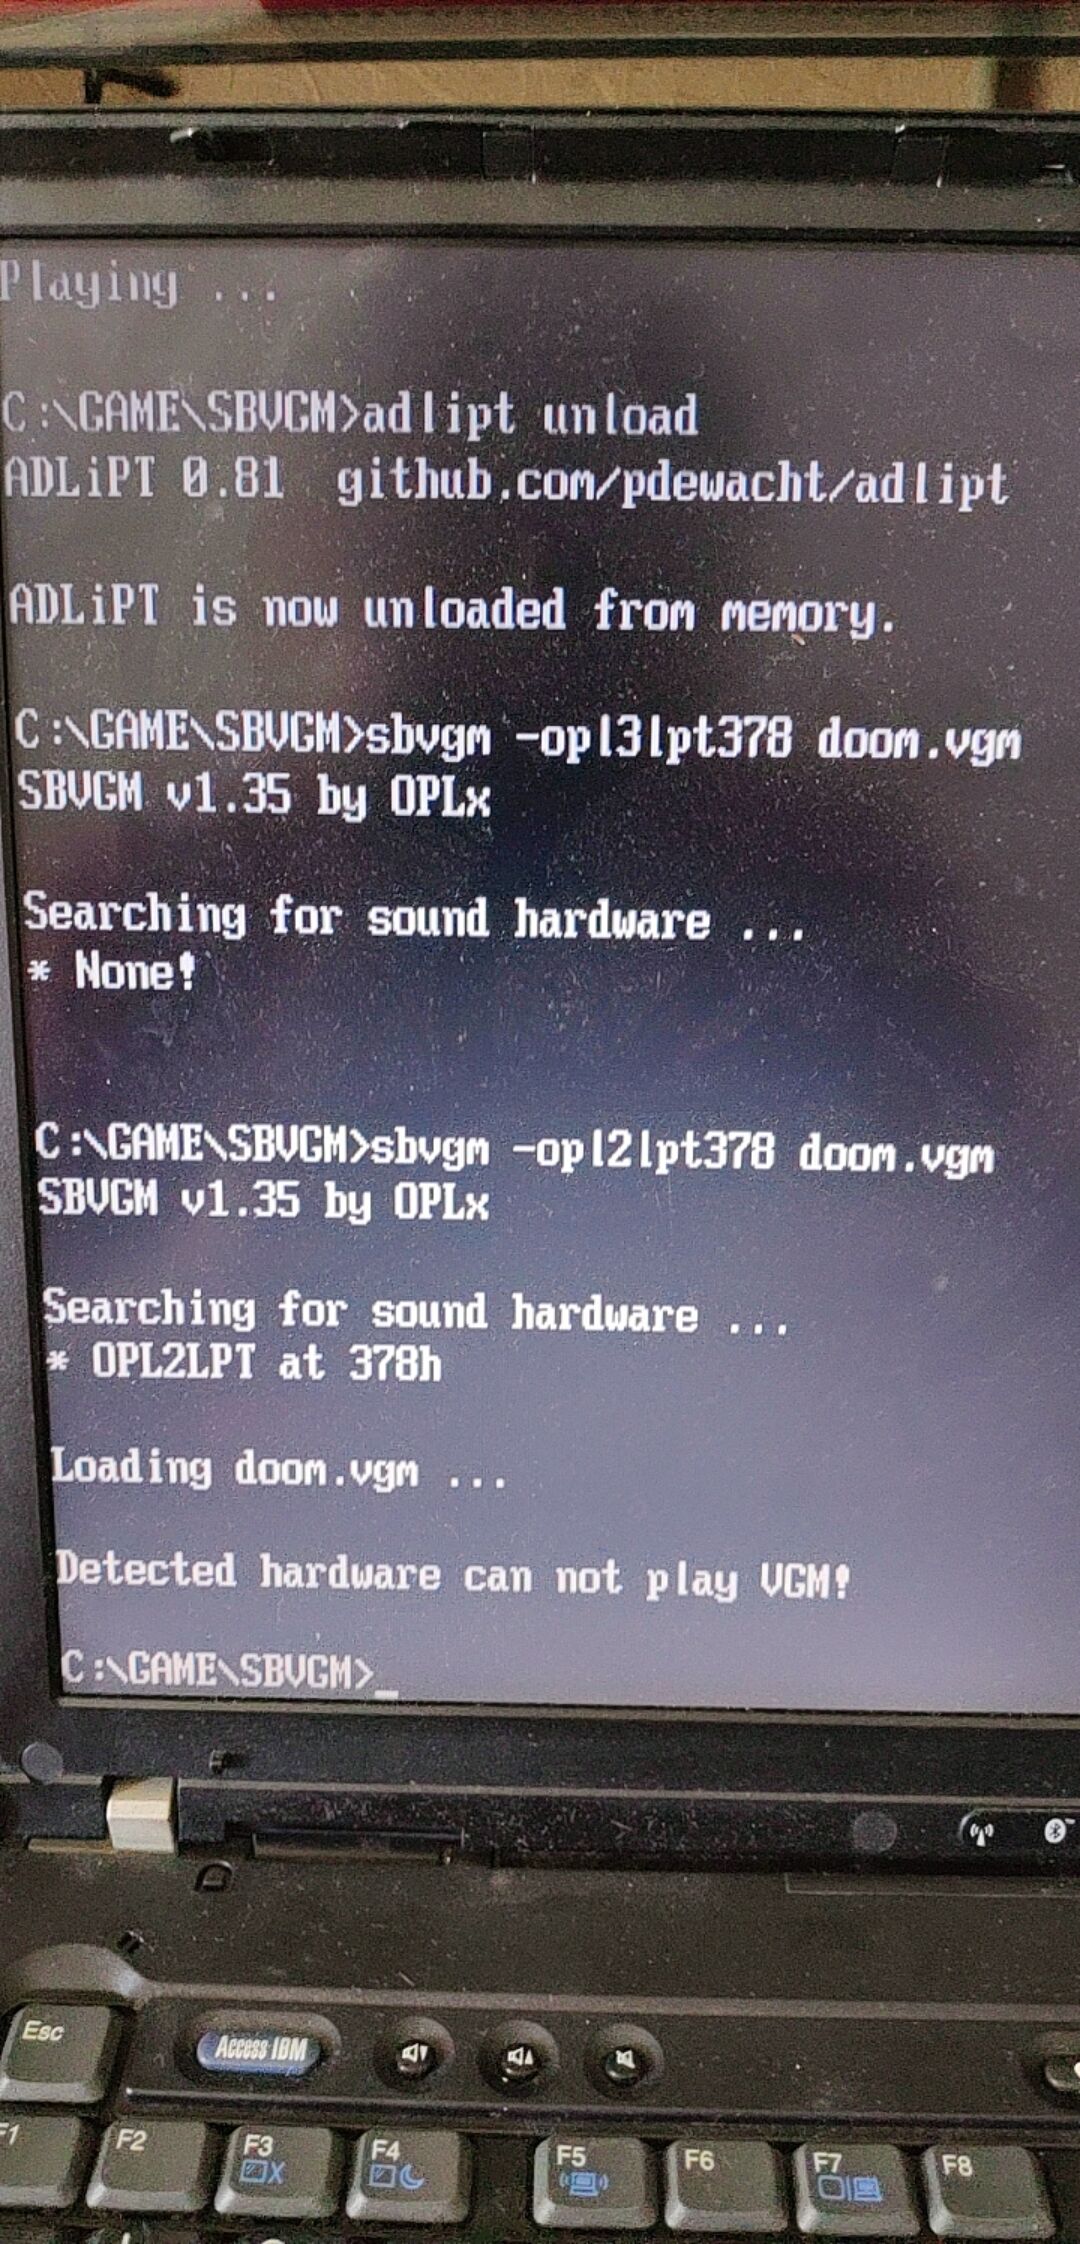 Playing ...
C:\GAME\SBVGM>adlipt unload
ADLiPT 0.81  github.com/pdewacht/adlipt
ADLiPT is now unloaded from memory.
C:\GAME\SBVGM>sbvgm -opl3lpt378 doom.vgm
SBVGM v1.35 by OPLx
Searching for sound hardware ...
* None!
C:\GAME\SBVGM>sbvgm -opl2lpt378 doom.vgm
SBVGM v1.35 by OPLx
Searching for sound hardware ...
* OPL2LPT at 378h
Loading doom.vgm ...
Detected hardware can not play VGM!
C:\GAME\SBVGM>_
Esc
Access IBM
F1 F2 F3 F4 F5 F6 F7 F8